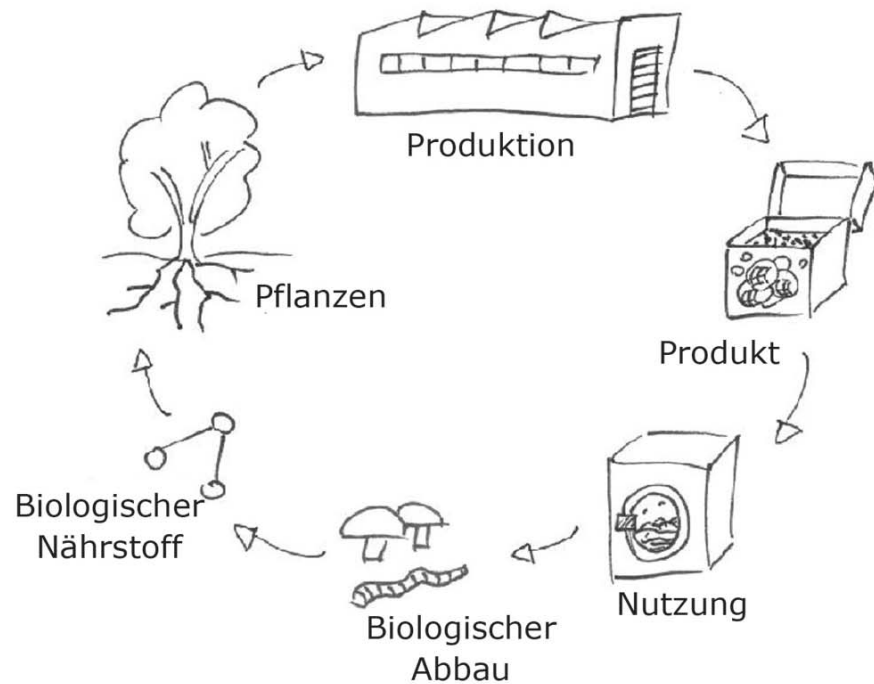 Produktion
Pflanzen
Produkt
Biologischer
Nährstoff
Nutzung
Biologischer
Abbau